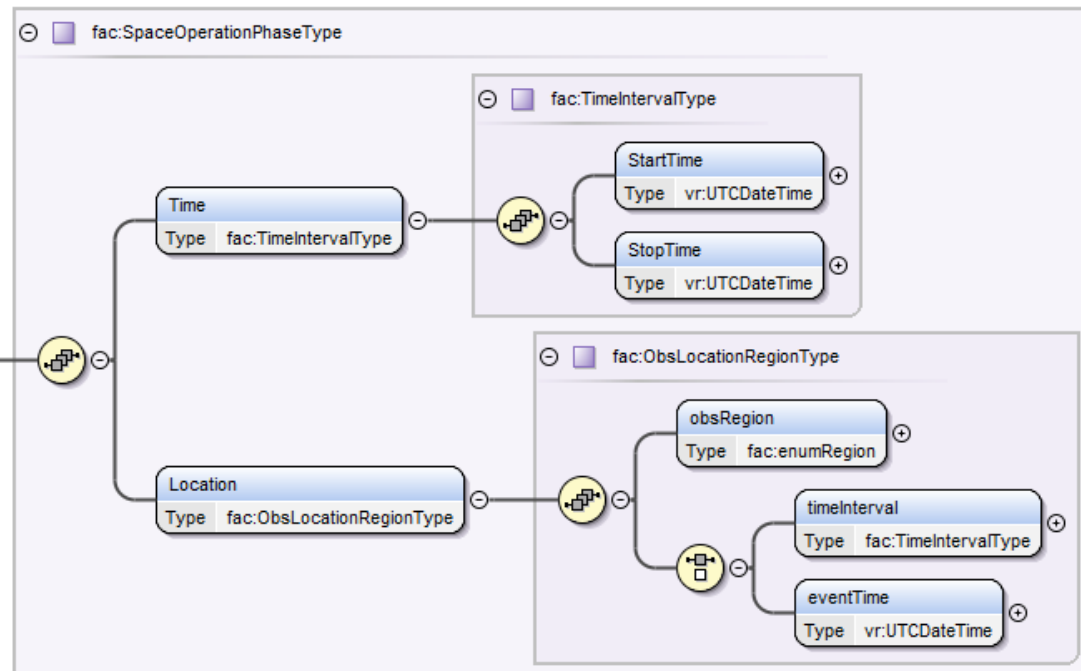 fac:SpaceOperationPhaseType
fac:TimeIntervalType
StartTime
Type vr:UTCDateTime
Time
Type fac:TimeIntervalType
StopTime
Type vr:UTCDateTime
fac:ObsLocationRegionType
obsRegion
Type fac:enumRegion
Location
Type fac:ObsLocationRegionType
timeInterval
Type fac:TimeIntervalType
eventTime
Type vr:UTCDateTime